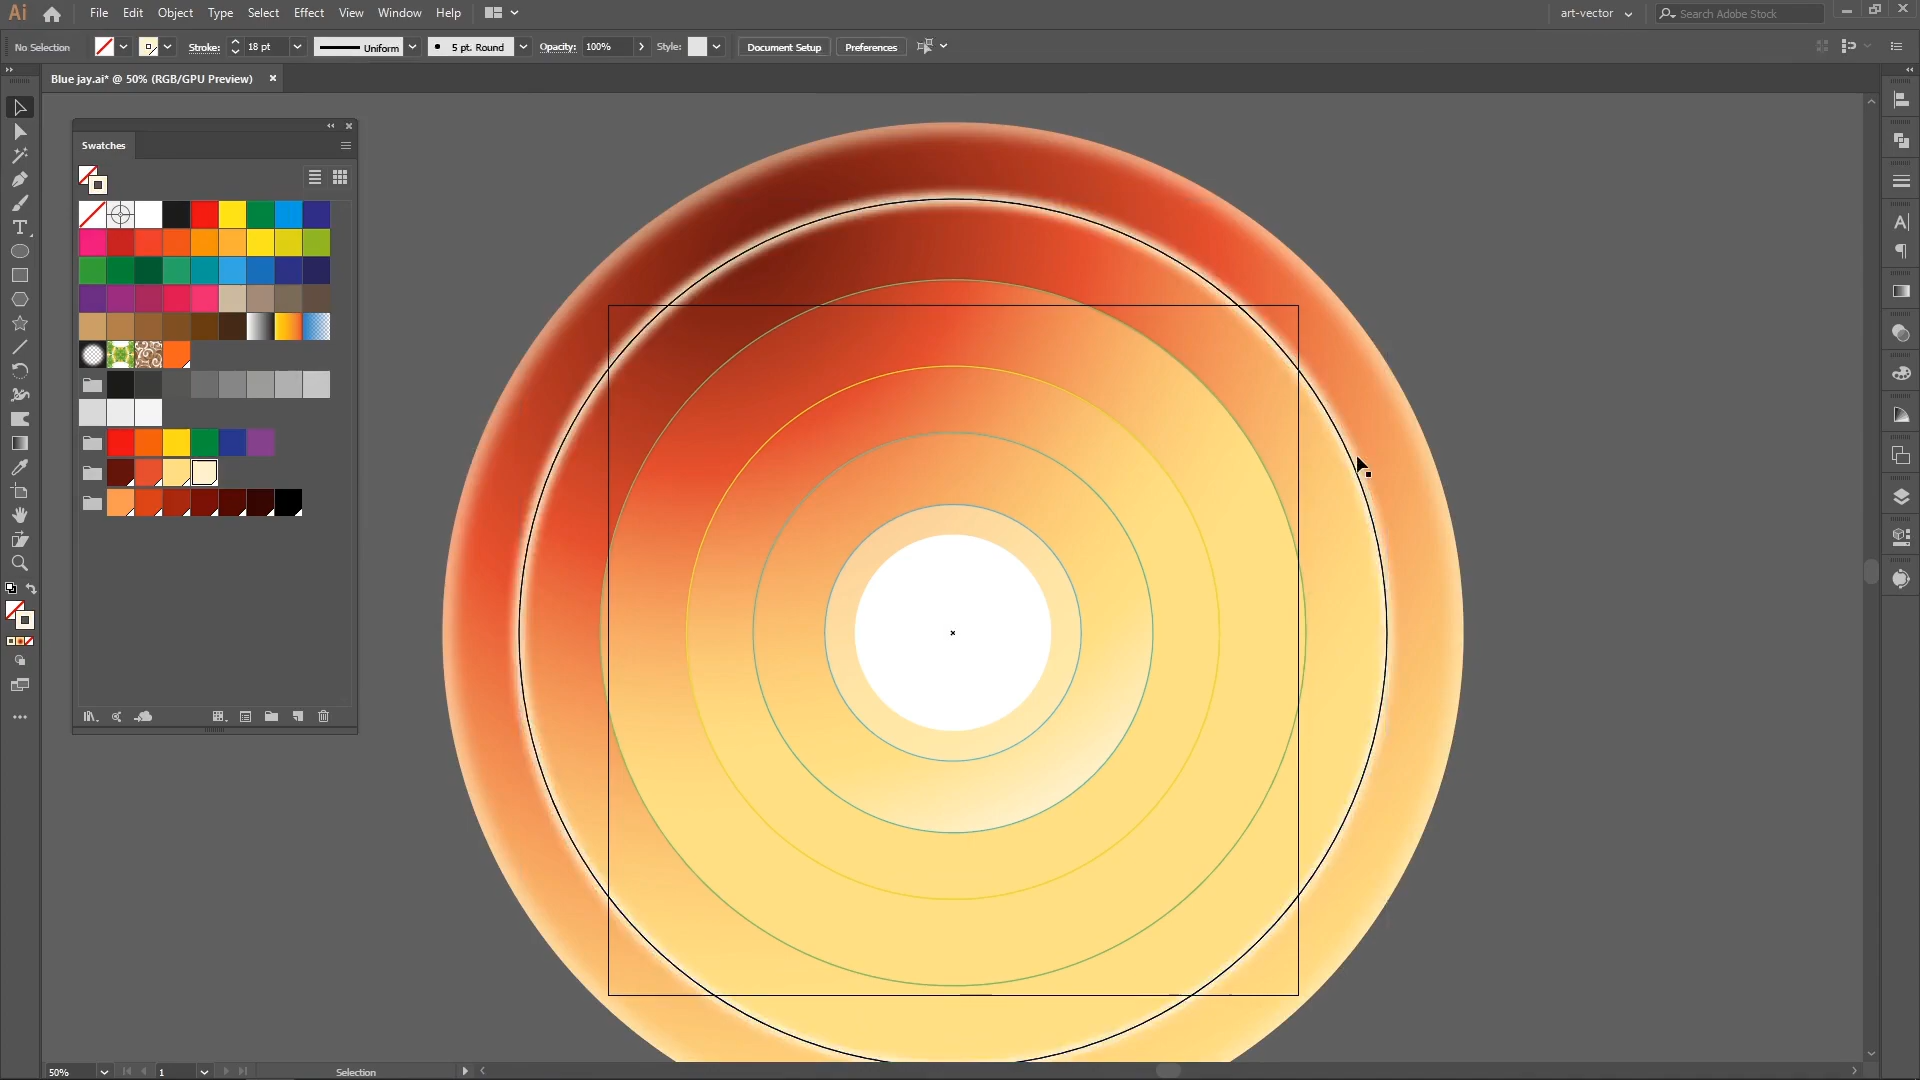 Ai File Edit Object Type Select Effect View Window Help art-vector Search Adobe Stock
No Selection Stroke: 18 pt Uniform 5 pt. Round Opacity: 100% Style: Document Setup Preferences
Blue jay.ai* @ 50% (RGB/GPU Preview)
Swatches
50% 1 Selection